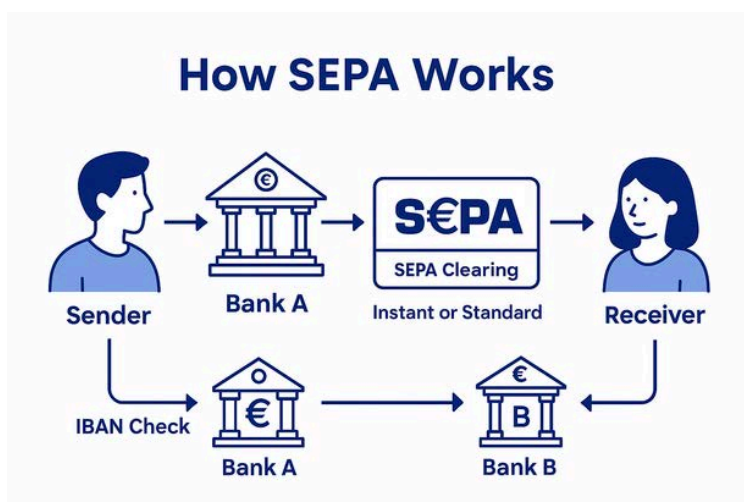 How SEPA Works
€
S€PA
SEPA Clearing
Sender
Bank A
Instant or Standard
Receiver
IBAN Check
€
Bank A
€
B
Bank B